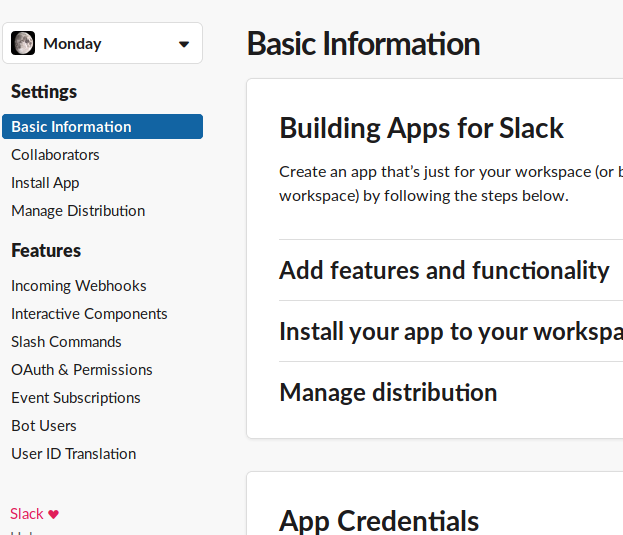 Monday
Settings
Basic Information
Collaborators
Install App
Manage Distribution
Features
Incoming Webhooks
Interactive Components
Slash Commands
OAuth & Permissions
Event Subscriptions
Bot Users
User ID Translation
Slack ♥
Basic Information
Building Apps for Slack
Create an app that's just for your workspace (or
workspace) by following the steps below.
Add features and functionality
Install your app to your
Manage distribution
App Credentials